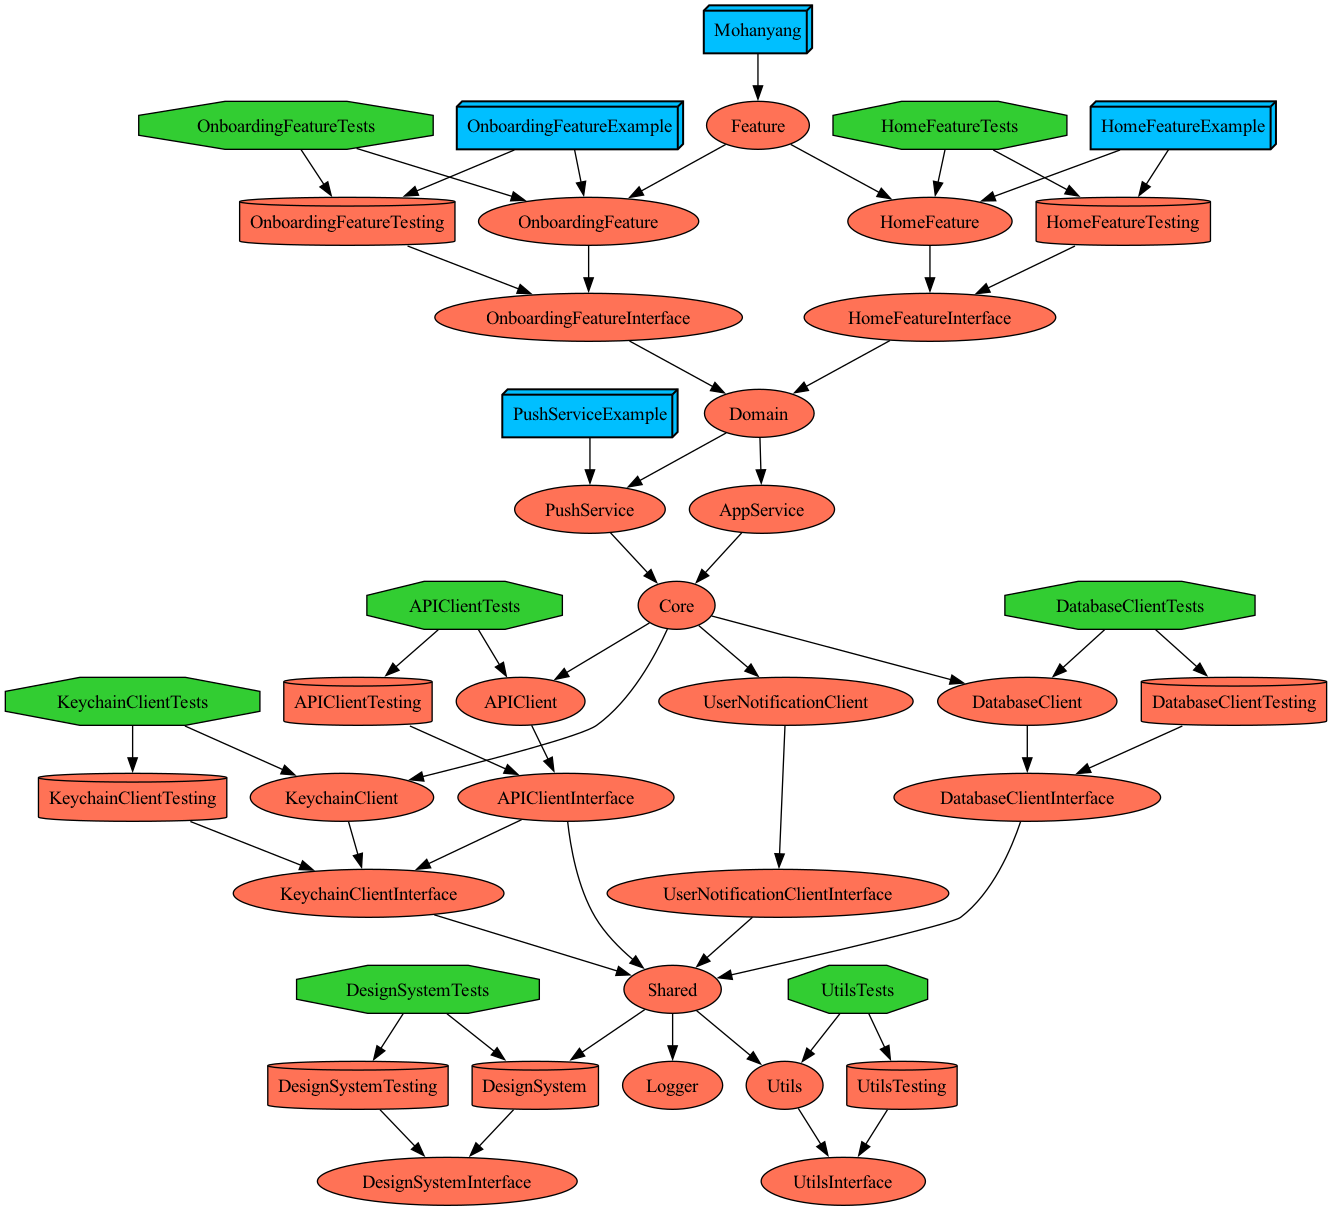 Mohanyang
OnboardingFeatureTests
OnboardingFeatureExample
Feature
HomeFeatureTests
HomeFeatureExample
OnboardingFeatureTesting
OnboardingFeature
HomeFeature
HomeFeatureTesting
OnboardingFeatureInterface
HomeFeatureInterface
PushServiceExample
Domain
PushService
AppService
APIClientTests
Core
DatabaseClientTests
KeychainClientTests
APIClientTesting
APIClient
UserNotificationClient
DatabaseClient
DatabaseClientTesting
KeychainClientTesting
KeychainClient
APIClientInterface
DatabaseClientInterface
KeychainClientInterface
UserNotificationClientInterface
DesignSystemTests
Shared
UtilsTests
DesignSystemTesting
DesignSystem
Logger
Utils
UtilsTesting
DesignSystemInterface
UtilsInterface